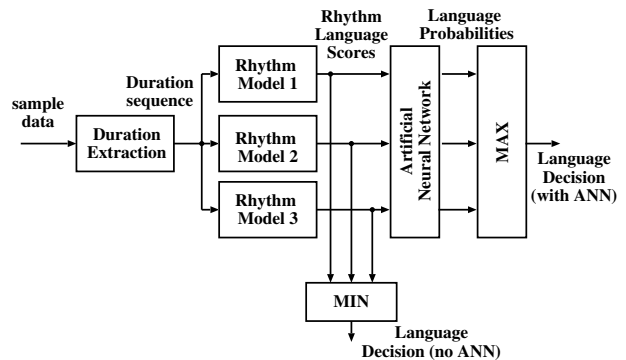 Rhythm
Language
Scores
Language
Probabilities
sample
data
Duration
sequence
Duration
Extraction
Rhythm
Model 1
Rhythm
Model 2
Rhythm
Model 3
Artificial
Neural Network
MAX
Language
Decision
(with ANN)
MIN
Language
Decision (no ANN)